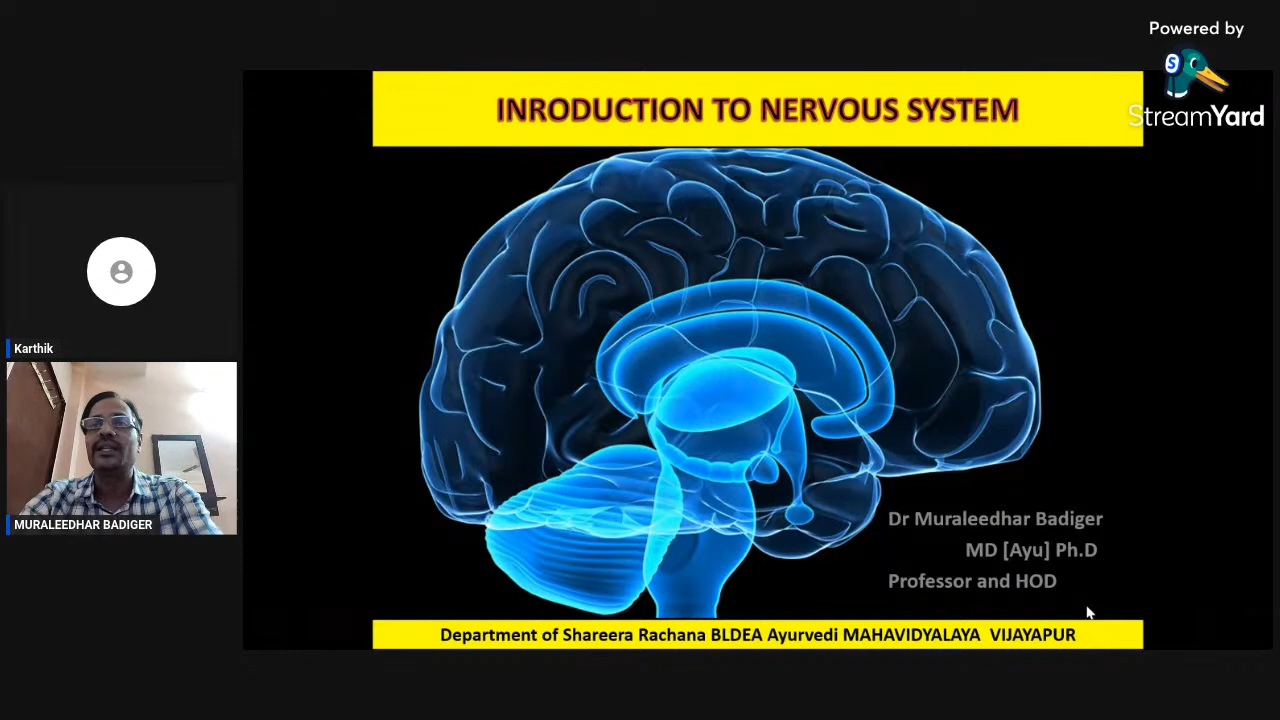 Powered by
S
StreamYard
INRODUCTION TO NERVOUS SYSTEM
Karthik
MURALEEDHAR BADIGER
Dr Muraleedhar Badiger
MD [Ayu] Ph.D
Professor and HOD
Department of Shareera Rachana BLDEA Ayurvedi MAHAVIDYALAYA VIJAYAPUR